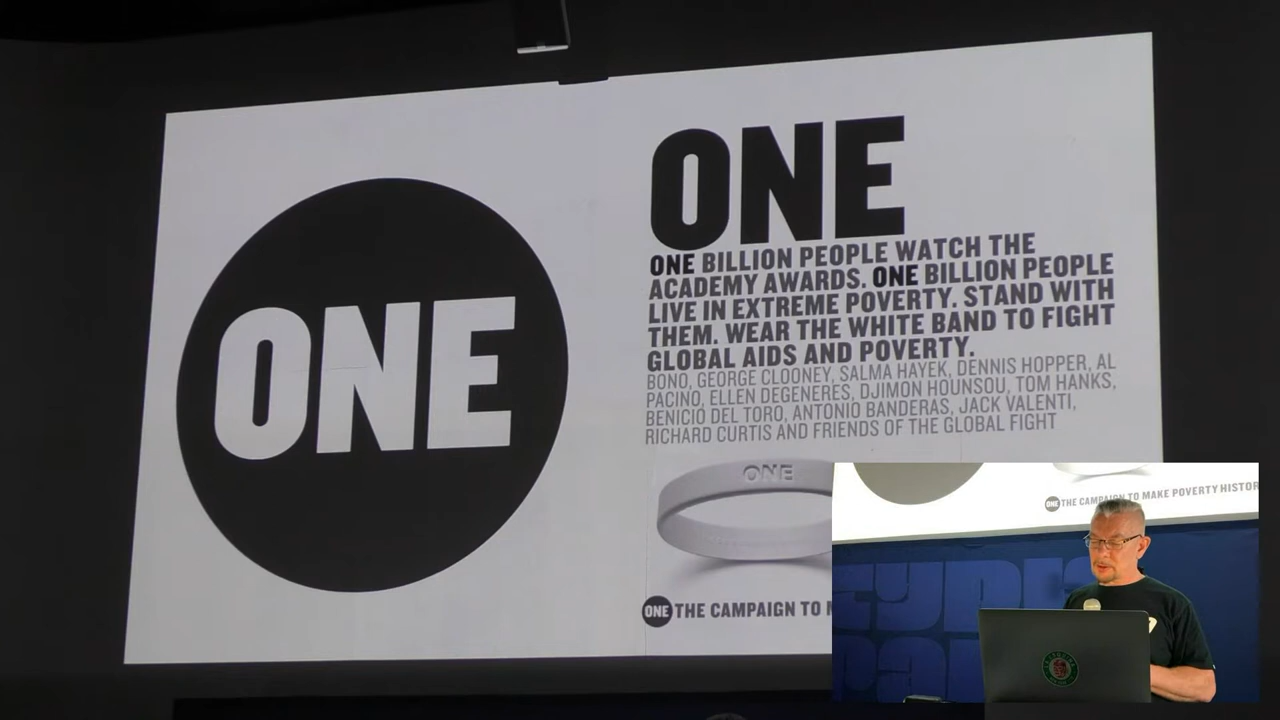 ONE
ONE
ONE BILLION PEOPLE WATCH THE
ACADEMY AWARDS. ONE BILLION PEOPLE
LIVE IN EXTREME POVERTY. STAND WITH
THEM. WEAR THE WHITE BAND TO FIGHT
GLOBAL AIDS AND POVERTY.
BONO, GEORGE CLOONEY, SALMA HAYEK, DENNIS HOPPER, AL
PACINO, ELLEN DEGENERES, DJIMON HOUNSOU, TOM HANKS,
BENICIO DEL TORO, ANTONIO BANDERAS, JACK VALENTI,
RICHARD CURTIS AND FRIENDS OF THE GLOBAL FIGHT
ONE
ONE THE CAMPAIGN TO
ONE THE CAMPAIGN TO MAKE POVERTY HISTOR